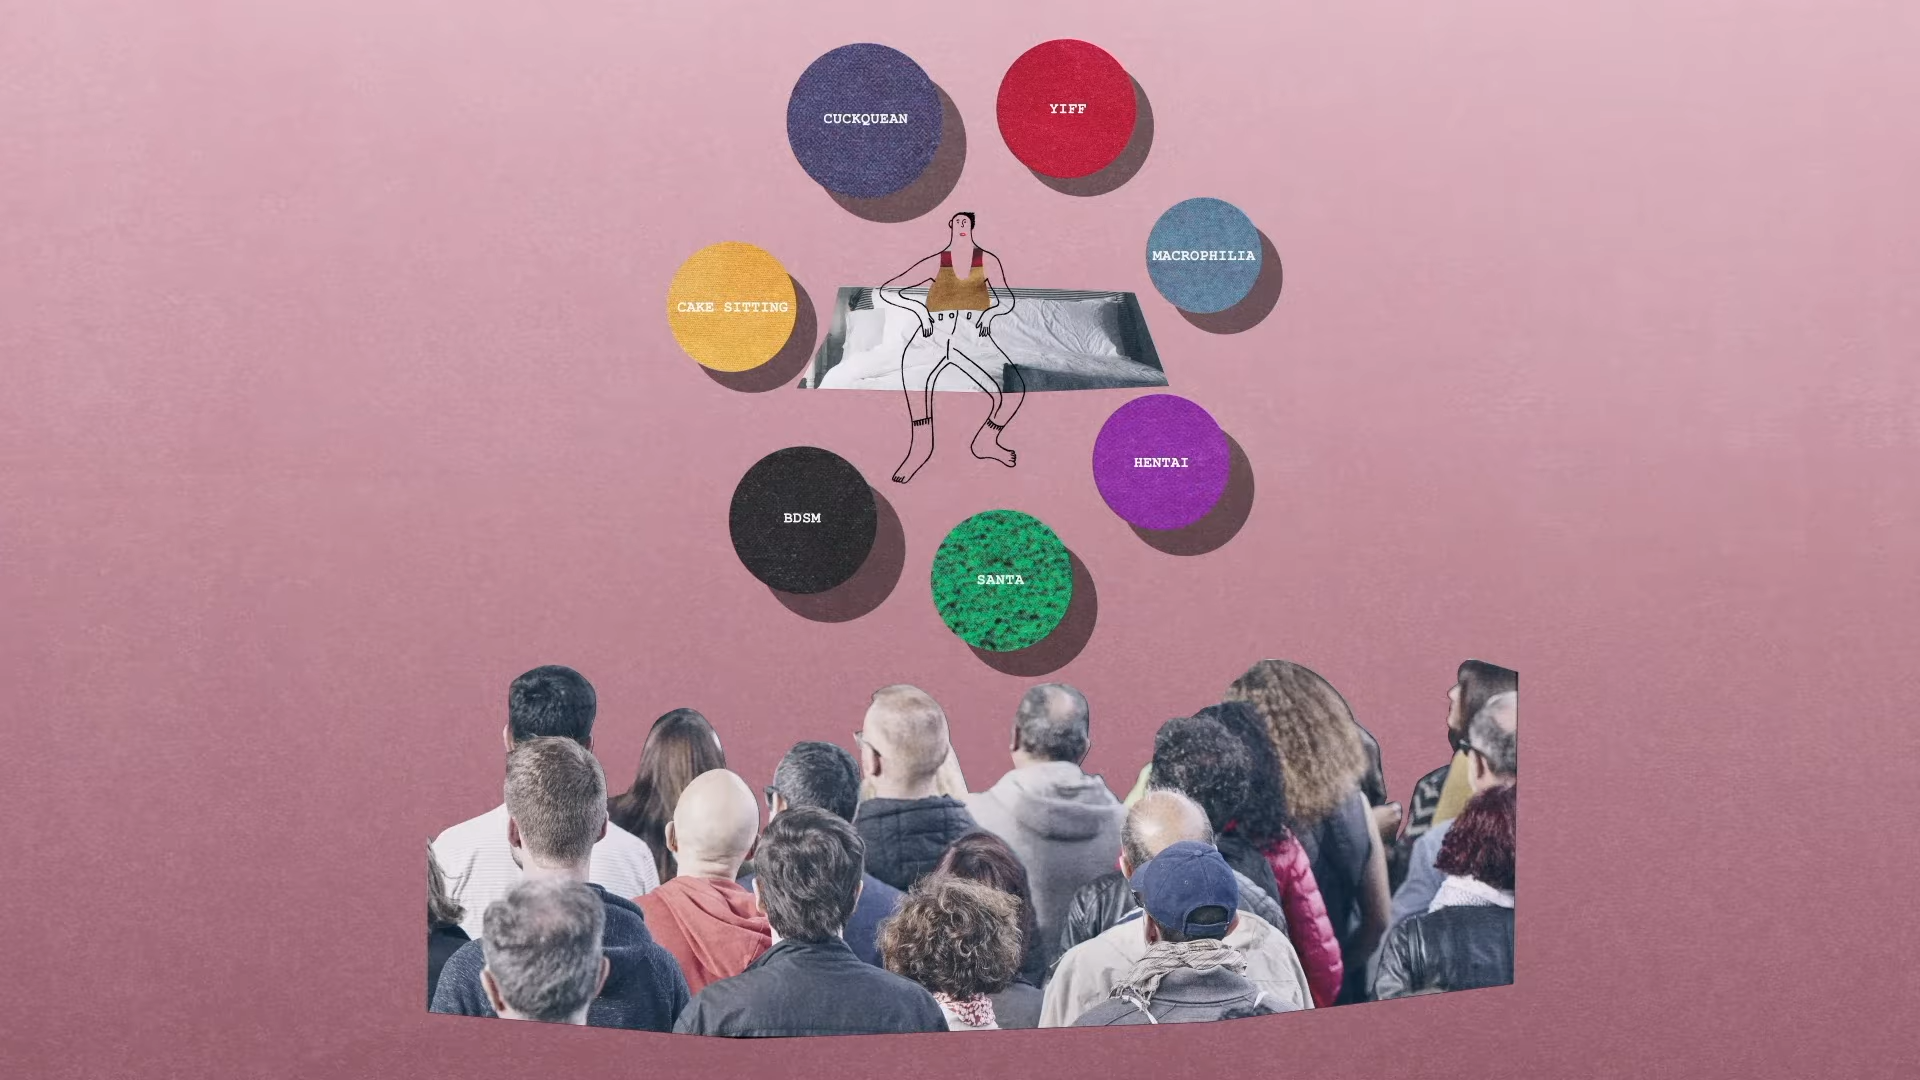 CUCKQUEAN
YIFF
MACROPHILIA
CAKE SITTING
HENTAI
BDSM
SANTA